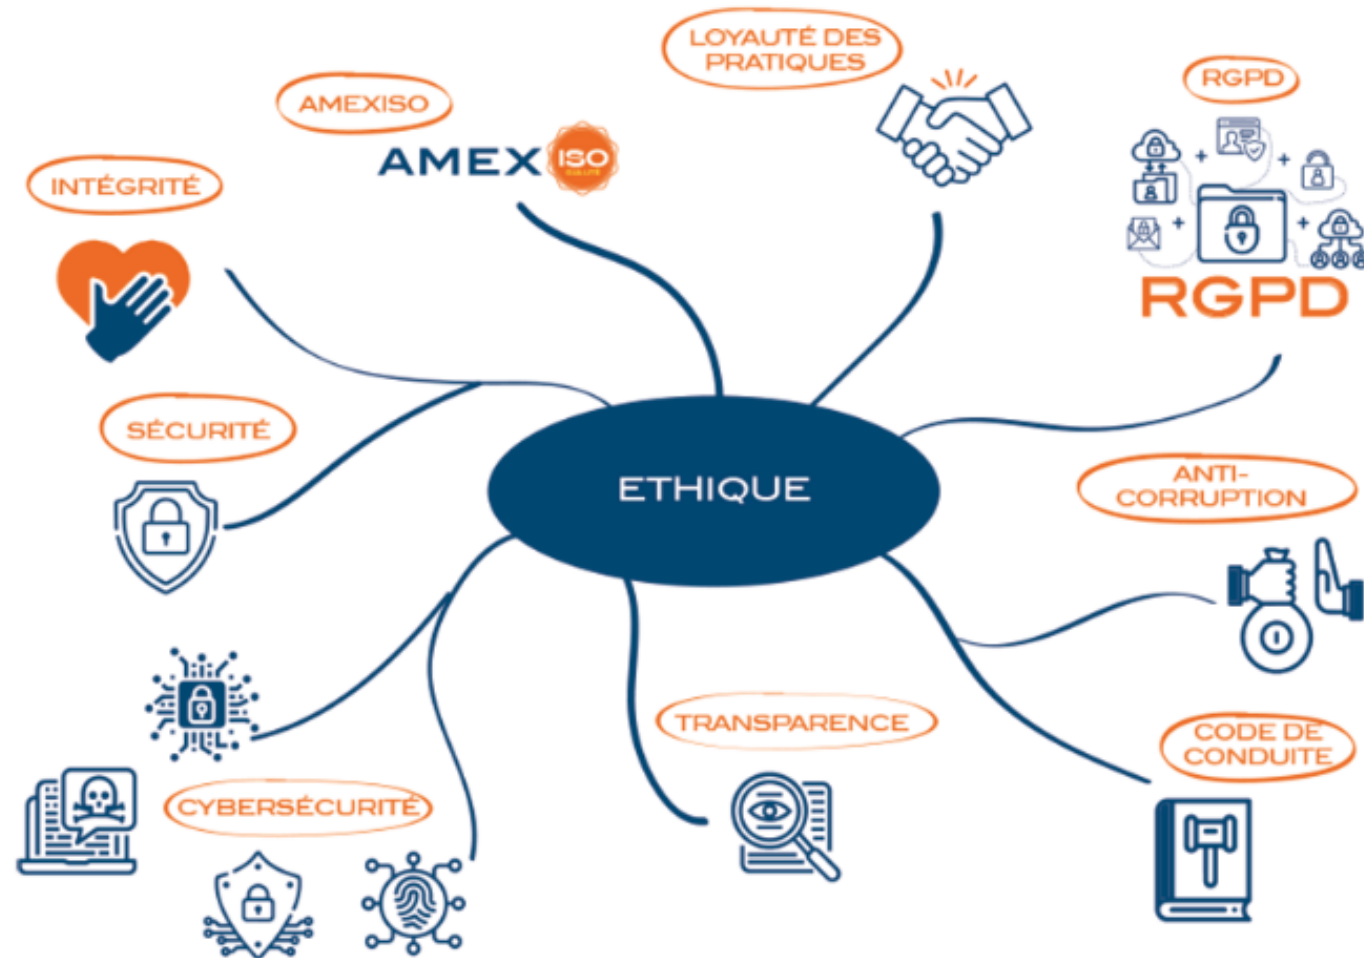 LOYAUTÉ DES
PRATIQUES
RGPD
AMEXISO
AMEX ISO
INTÉGRITÉ
RGPD
SÉCURITÉ
ETHIQUE
ANTI-
CORRUPTION
TRANSPARENCE
CODE DE
CONDUITE
CYBERSÉCURITÉ